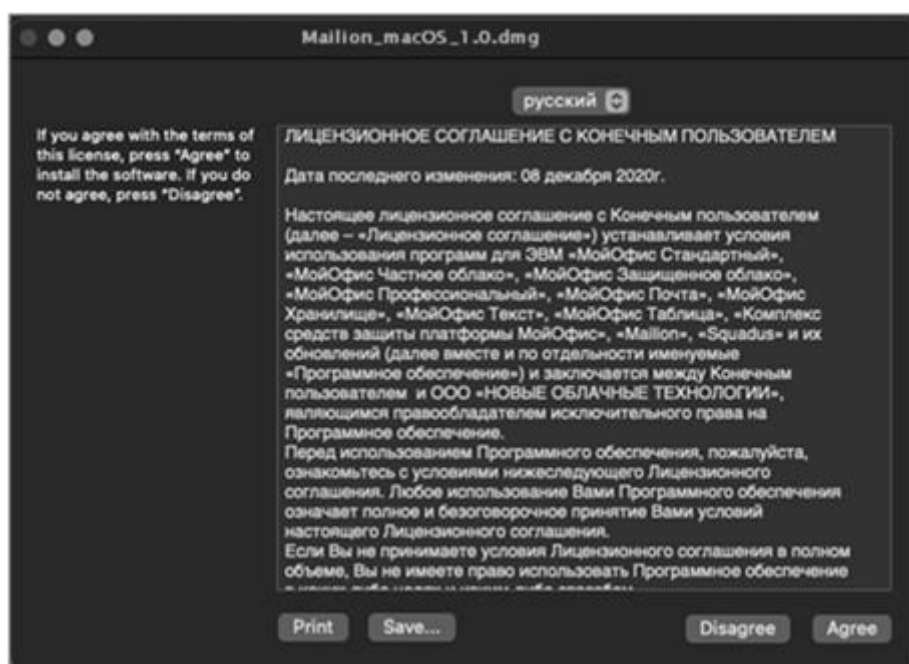 Mailion_macOS_1.0.dmg
русский
If you agree with the terms of
this license, press "Agree" to
install the software. If you do
not agree, press "Disagree".
ЛИЦЕНЗИОННОЕ СОГЛАШЕНИЕ С КОНЕЧНЫМ ПОЛЬЗОВАТЕЛЕМ
Дата последнего изменения: 08 декабря 2020г.
Настоящее лицензионное соглашение с Конечным пользователем
(далее – «Лицензионное соглашение») устанавливает условия
использования программ для ЭВМ «МойОфис Стандартный»,
«МойОфис Частное облако», «МойОфис Защищенное облако»,
«МойОфис Профессиональный», «МойОфис Почта», «МойОфис
Хранилище», «МойОфис Текст», «МойОфис Таблица», «Комплекс
средств защиты платформы МойОфис», «Mailion», «Squadus» и их
обновлений (далее вместе и по отдельности именуемые
«Программное обеспечение») и заключается между Конечным
пользователем и ООО «НОВЫЕ ОБЛАЧНЫЕ ТЕХНОЛОГИИ»,
являющимся правообладателем исключительного права на
Программное обеспечение.
Перед использованием Программного обеспечения, пожалуйста,
ознакомьтесь с условиями нижеследующего Лицензионного
соглашения. Любое использование Вами Программного обеспечения
означает полное и безоговорочное принятие Вами условий
настоящего Лицензионного соглашения.
Если Вы не принимаете условия Лицензионного соглашения в полном
объеме, Вы не имеете право использовать Программное обеспечение
Print Save... Disagree Agree